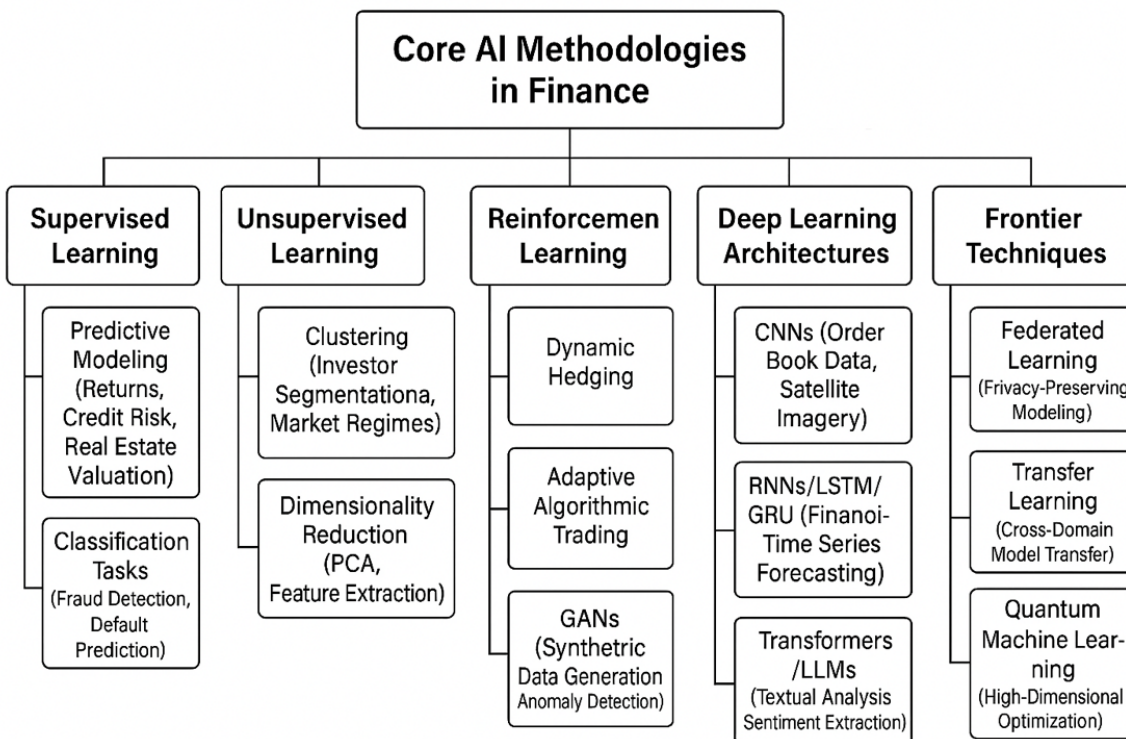 Core AI Methodologies
in Finance
Supervised
Learning
Unsupervised
Learning
Reinforcemen
Learning
Deep Learning
Architectures
Frontier
Techniques
Predictive
Modeling
(Returns,
Credit Risk,
Real Estate
Valuation)
Classification
Tasks
(Fraud Detection,
Default
Prediction)
Clustering
(Investor
Segmentationa,
Market Regimes)
Dimensionality
Reduction
(PCA,
Feature Extraction)
Dynamic
Hedging
Adaptive
Algorithmic
Trading
GANs
(Synthetric
Data Generation
Anomaly Detection)
CNNs (Order
Book Data,
Satellite
Imagery)
RNNs/LSTM/
GRU (Finanoi-
Time Series
Forecasting)
Transformers
/LLMs
(Textual Analysis
Sentiment Extraction)
Federated
Learning
(Frivacy-Preserving
Modeling)
Transfer
Learning
(Cross-Domain
Model Transfer)
Quantum
Machine Lear-
ning
(High-Dimensional
Optimization)